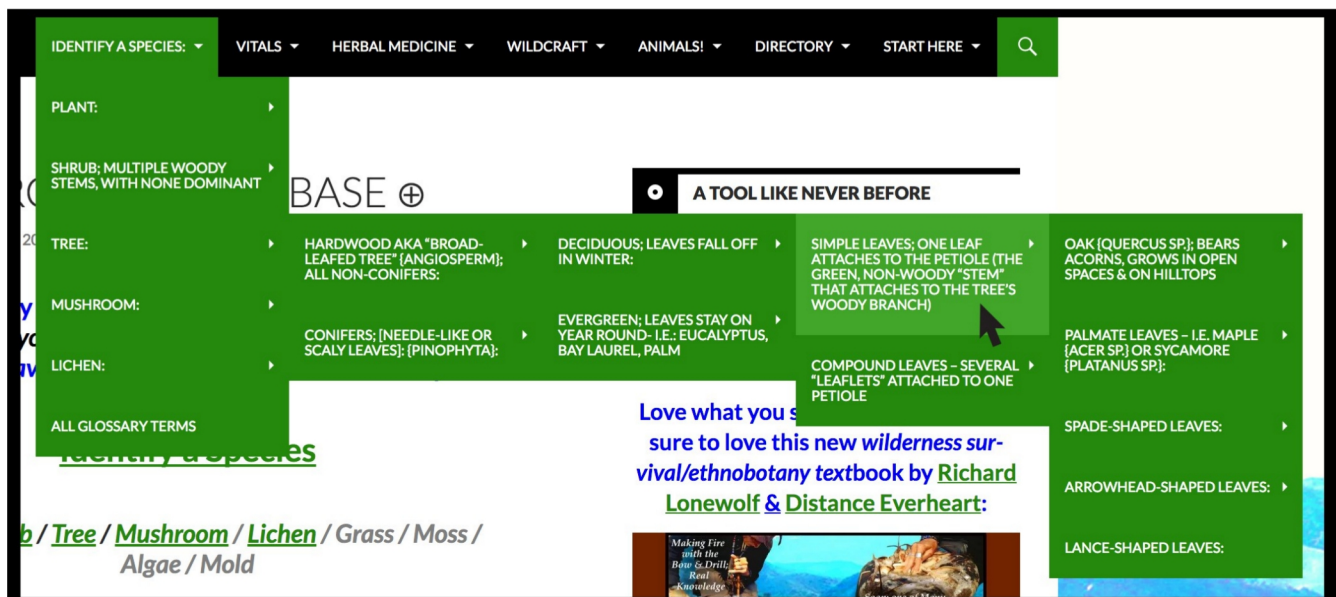 IDENTIFY A SPECIES:
VITALS
HERBAL MEDICINE
WILDCRAFT
ANIMALS!
DIRECTORY
START HERE
PLANT:
SHRUB; MULTIPLE WOODY
STEMS, WITH NONE DOMINANT
TREE:
MUSHROOM:
LICHEN:
ALL GLOSSARY TERMS
HARDWOOD AKA "BROAD-
LEAFED TREE" {ANGIOSPERM};
ALL NON-CONIFERS:
CONIFERS; [NEEDLE-LIKE OR
SCALY LEAVES]: {PINOPHYTA}:
DECIDUOUS; LEAVES FALL OFF
IN WINTER:
EVERGREEN; LEAVES STAY ON
YEAR ROUND- I.E.: EUCALYPTUS,
BAY LAUREL, PALM
SIMPLE LEAVES; ONE LEAF
ATTACHES TO THE PETIOLE (THE
GREEN, NON-WOODY "STEM"
THAT ATTACHES TO THE TREE'S
WOODY BRANCH)
COMPOUND LEAVES – SEVERAL
"LEAFLETS" ATTACHED TO ONE
PETIOLE
OAK {QUERCUS SP.}; BEARS
ACORNS, GROWS IN OPEN
SPACES & ON HILLTOPS
PALMATE LEAVES – I.E. MAPLE
{ACER SP.} OR SYCAMORE
{PLATANUS SP.}:
SPADE-SHAPED LEAVES:
ARROWHEAD-SHAPED LEAVES:
LANCE-SHAPED LEAVES:
BASE ⊕
20
A TOOL LIKE NEVER BEFORE
Identify a Species
b / Tree / Mushroom / Lichen / Grass / Moss /
Algae / Mold
Love what you s
sure to love this new wilderness sur-
vival/ethnobotany textbook by Richard
Lonewolf & Distance Everheart:
Making Fire
with the
Bow & Drill;
Real
Knowledge